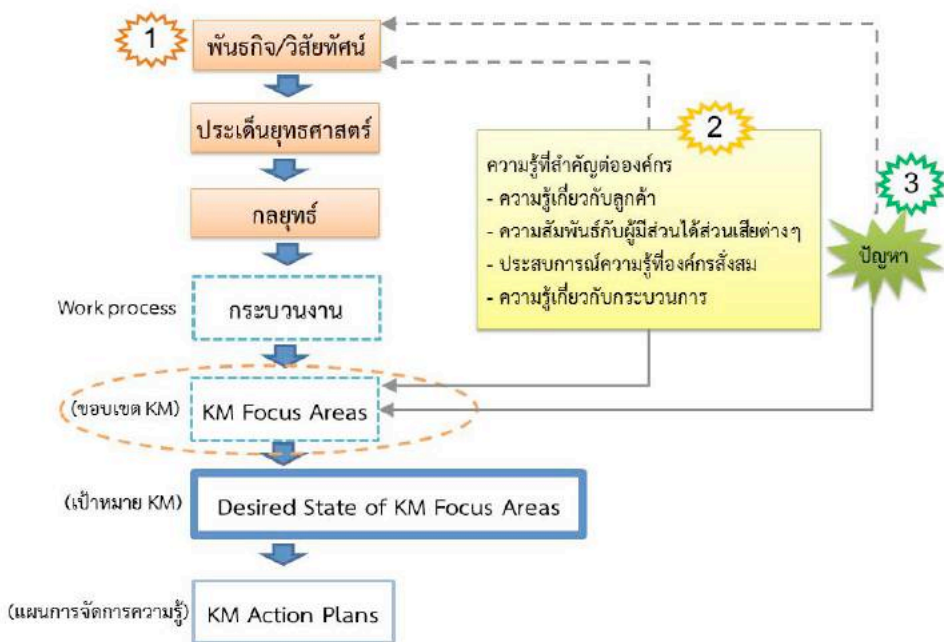 1
พันธกิจ/วิสัยทัศน์
ประเด็นยุทธศาสตร์
กลยุทธ์
Work process
กระบวนงาน
(ขอบเขต KM)
KM Focus Areas
(เป้าหมาย KM)
Desired State of KM Focus Areas
(แผนการจัดการความรู้)
KM Action Plans
2
ความรู้ที่สำคัญต่อองค์กร
- ความรู้เกี่ยวกับลูกค้า
- ความสัมพันธ์กับผู้มีส่วนได้ส่วนเสียต่างๆ
- ประสบการณ์ความรู้ที่องค์กรสั่งสม
- ความรู้เกี่ยวกับกระบวนการ
3
ปัญหา